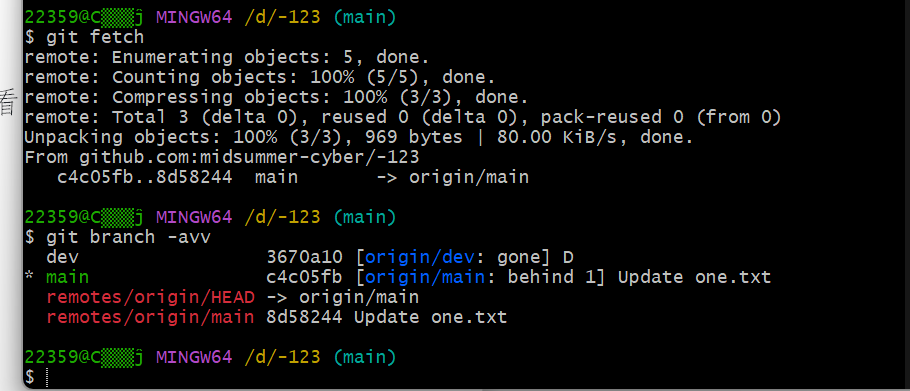 看
22359@C▒▒▒ĵ MINGW64 /d/-123 (main)
$ git fetch
remote: Enumerating objects: 5, done.
remote: Counting objects: 100% (5/5), done.
remote: Compressing objects: 100% (3/3), done.
remote: Total 3 (delta 0), reused 0 (delta 0), pack-reused 0 (from 0)
Unpacking objects: 100% (3/3), 969 bytes | 80.00 KiB/s, done.
From github.com:midsummer-cyber/-123
   c4c05fb..8d58244  main       -> origin/main
22359@C▒▒▒ĵ MINGW64 /d/-123 (main)
$ git branch -avv
  dev                 3670a10 [origin/dev: gone] D
* main                c4c05fb [origin/main: behind 1] Update one.txt
  remotes/origin/HEAD -> origin/main
  remotes/origin/main 8d58244 Update one.txt
22359@C▒▒▒ĵ MINGW64 /d/-123 (main)
$